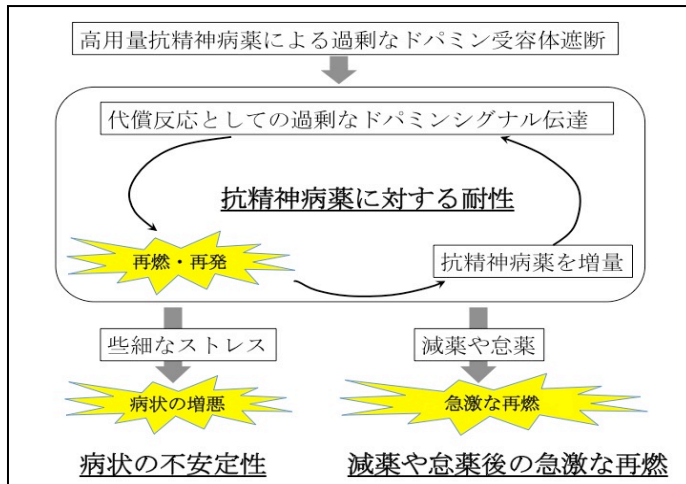 高用量抗精神病薬による過剰なドパミン受容体遮断
代償反応としての過剰なドパミンシグナル伝達
抗精神病薬に対する耐性
再燃・再発
抗精神病薬を増量
些細なストレス
減薬や怠薬
病状の増悪
急激な再燃
病状の不安定性
減薬や怠薬後の急激な再燃